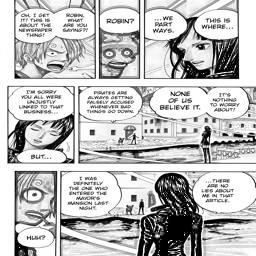 THIS IS
WHERE...
...WE
PART
WAYS.
ROBIN?
ROBIN,
WHAT
ARE YOU
SAYING?!
OH, I
GET IT!
THIS IS
ABOUT THE
NEWSPAPER
THING!
IT'S
NOTHING
TO WORRY
ABOUT!
NONE
OF US
BELIEVE IT.
PIRATES ARE
ALWAYS GETTING
FALSELY ACCUSED
WHENEVER BAD
THINGS GO DOWN.
I'M SORRY
YOU ALL WERE
UNJUSTLY
LINKED TO THAT
BUSINESS...
BUT...
...THERE
ARE NO
LIES ABOUT
ME IN THAT
ARTICLE.
I WAS
DEFINITELY
THE ONE WHO
ENTERED THE
MAYOR'S
MANSION LAST
NIGHT.
HUH?